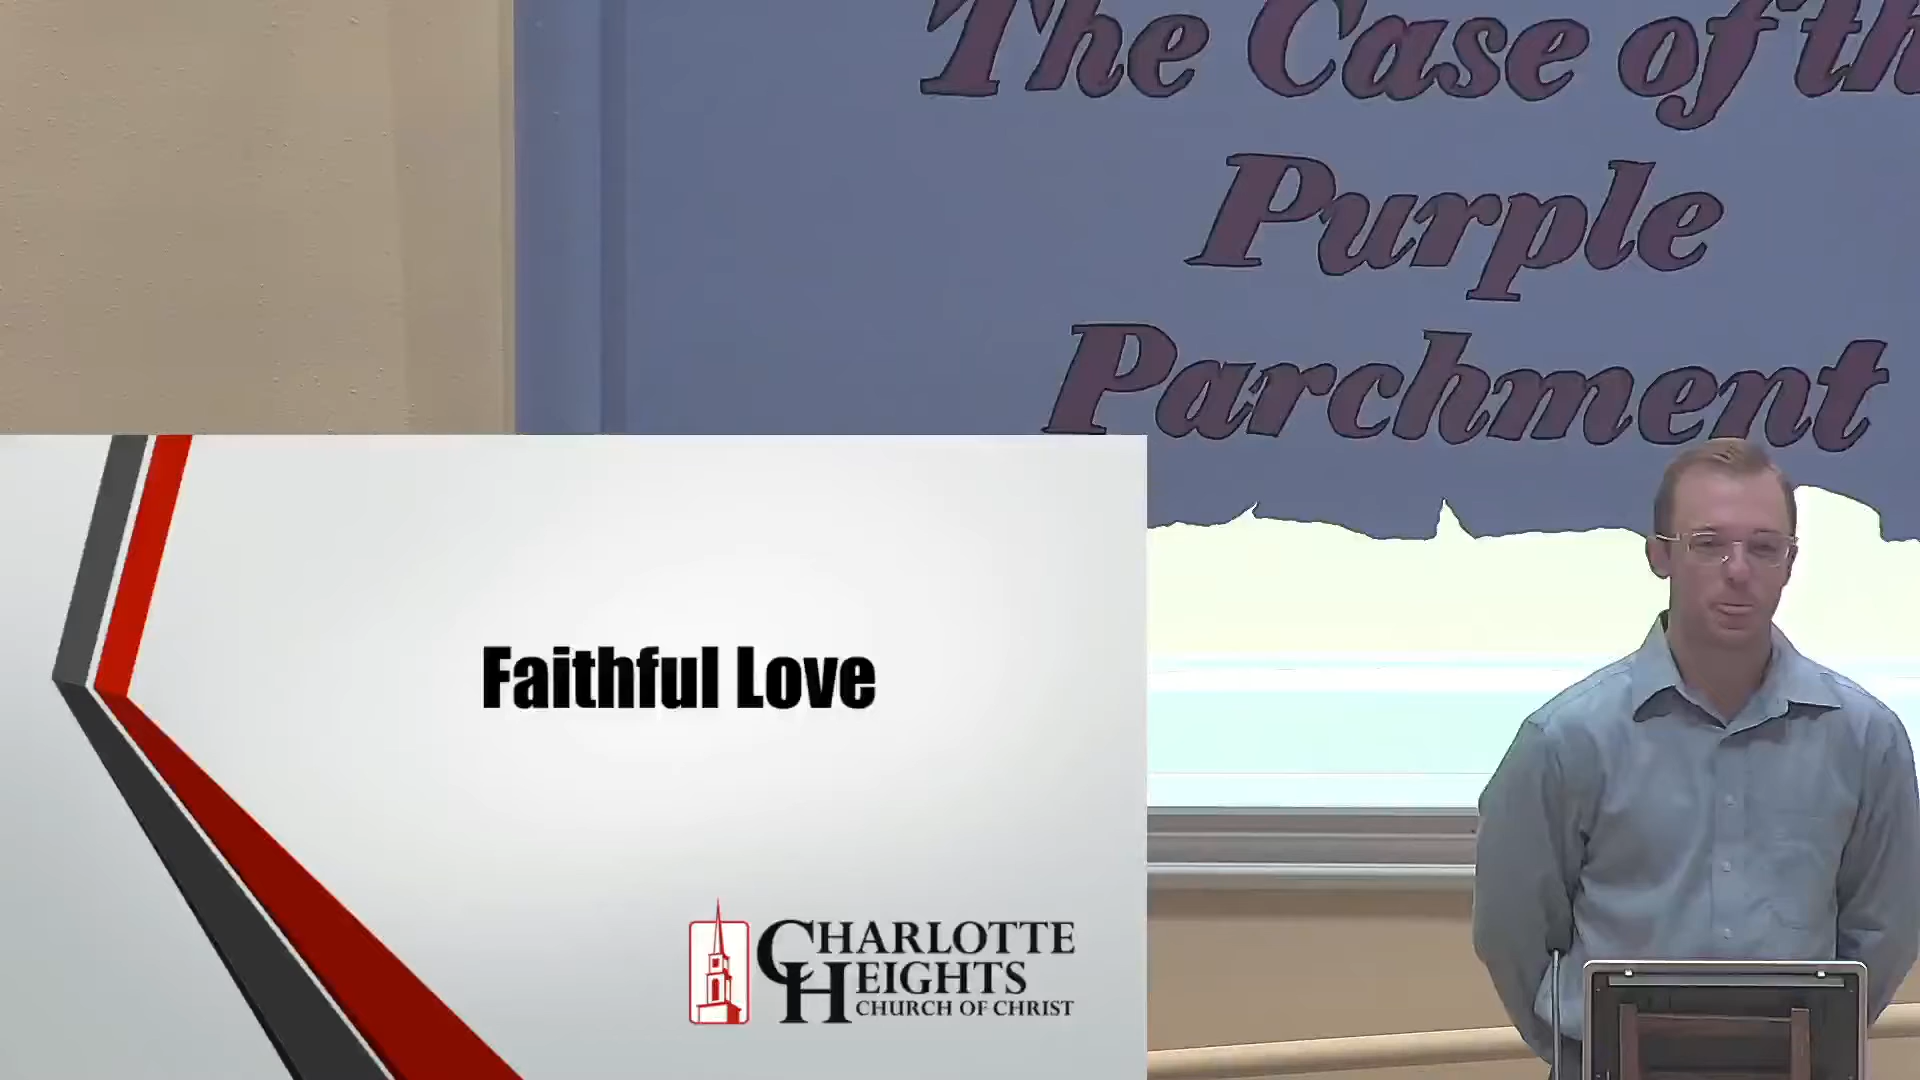 The Case of th
Purple
Parchment
Faithful Love
CHARLOTTE
HEIGHTS
CHURCH OF CHRIST